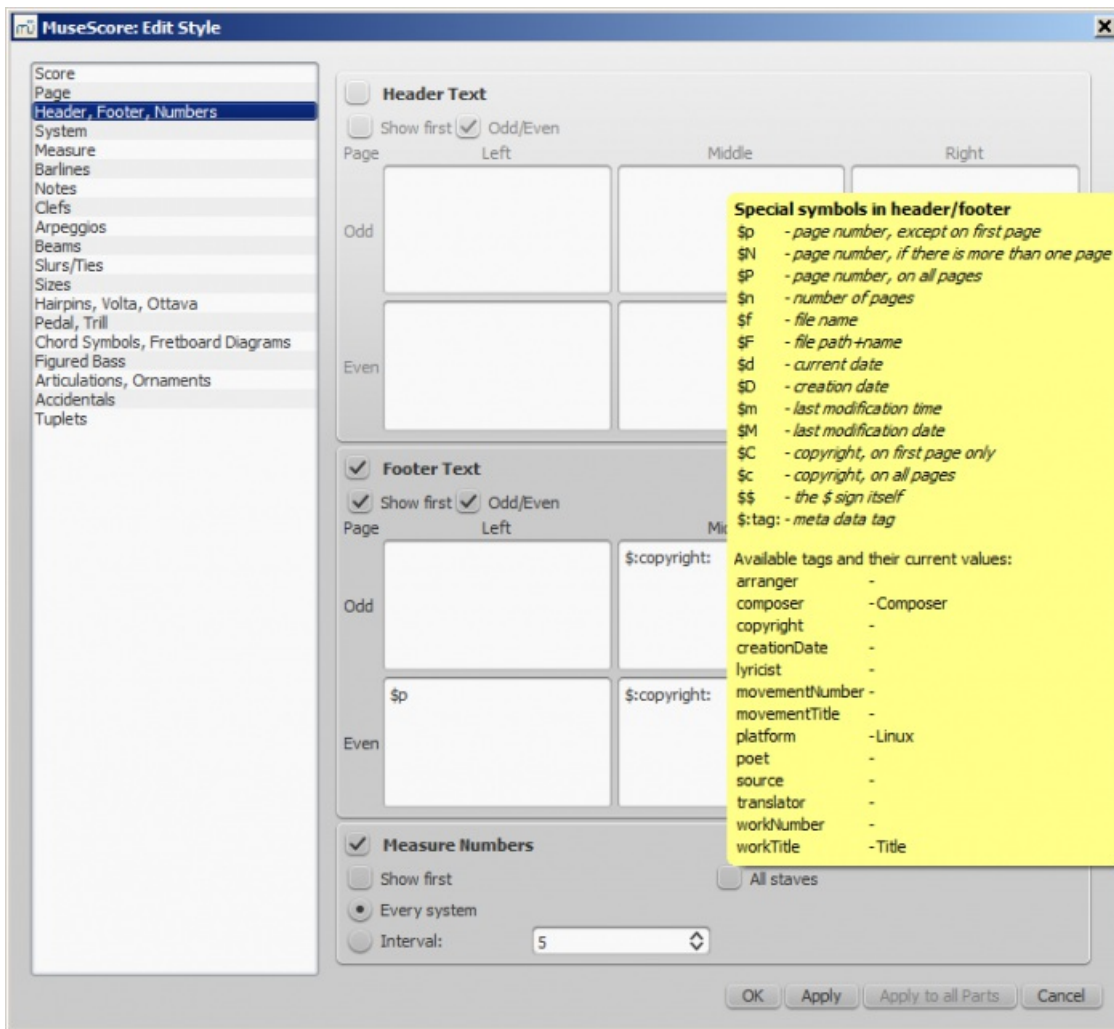 MuseScore: Edit Style
Score
Page
Header, Footer, Numbers
System
Measure
Barlines
Notes
Clefs
Arpeggios
Beams
Slurs/Ties
Sizes
Hairpins, Volta, Ottava
Pedal, Trill
Chord Symbols, Fretboard Diagrams
Figured Bass
Articulations, Ornaments
Accidentals
Tuplets
Header Text
Show first Odd/Even
Page Left Middle Right
Odd
Even
Special symbols in header/footer
$p - page number, except on first page
$N - page number, if there is more than one page
$P - page number, on all pages
$n - number of pages
$f - file name
$F - file path+name
$d - current date
$D - creation date
$m - last modification time
$M - last modification date
$C - copyright, on first page only
$c - copyright, on all pages
$$ - the $ sign itself
$:tag: - meta data tag
Available tags and their current values:
arranger -
composer -Composer
copyright -
creationDate -
lyricist -
movementNumber -
movementTitle -
platform -Linux
poet -
source -
translator -
workNumber -
workTitle -Title
Footer Text
Show first Odd/Even
Page Left
Odd $:copyright:
Even $p $:copyright:
Measure Numbers
Show first All staves
Every system
Interval: 5
OK Apply Apply to all Parts Cancel